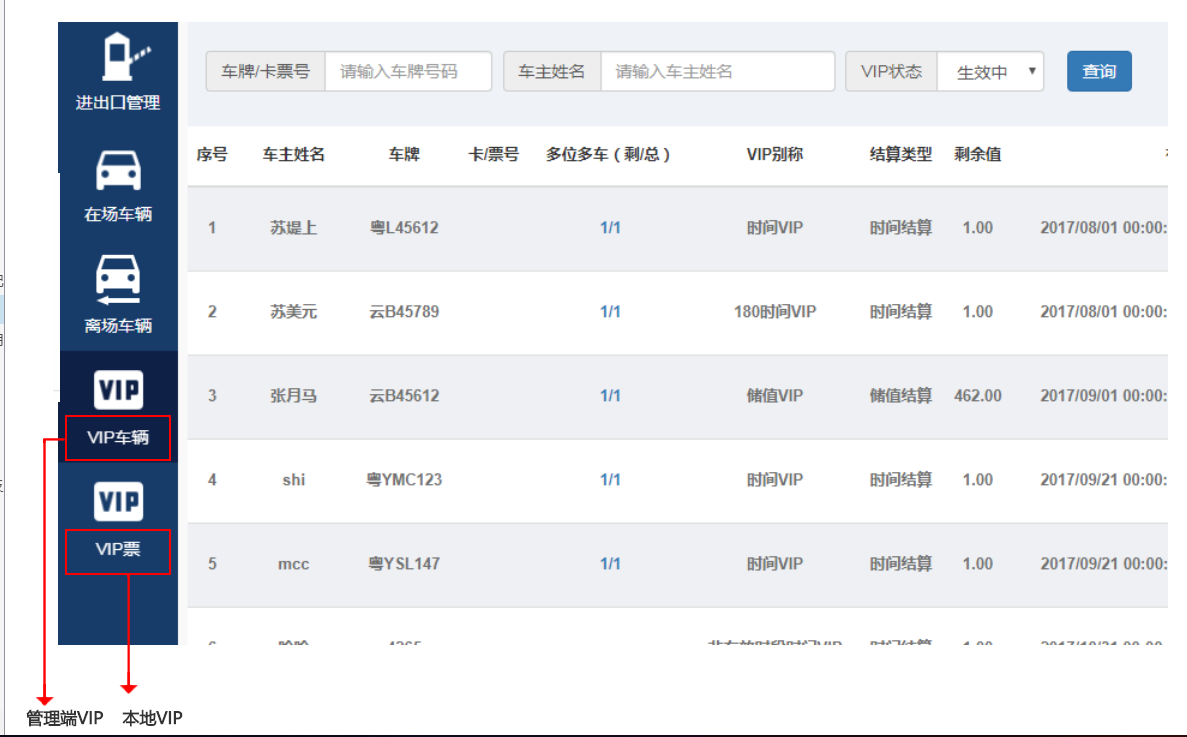 进出口管理
在场车辆
离场车辆
VIP
VIP车辆
VIP
VIP票
车牌/卡票号 请输入车牌号码 车主姓名 请输入车主姓名 VIP状态 生效中 查询
序号 车主姓名 车牌 卡/票号 多位多车（剩/总） VIP别称 结算类型 剩余值
1 苏堤上 粤L45612 1/1 时间VIP 时间结算 1.00 2017/08/01 00:00:
2 苏美元 云B45789 1/1 180时间VIP 时间结算 1.00 2017/08/01 00:00:
3 张月马 云B45612 1/1 储值VIP 储值结算 462.00 2017/09/01 00:00:
4 shi 粤YMC123 1/1 时间VIP 时间结算 1.00 2017/09/21 00:00:
5 mcc 粤YSL147 1/1 时间VIP 时间结算 1.00 2017/09/21 00:00:
管理端VIP 本地VIP